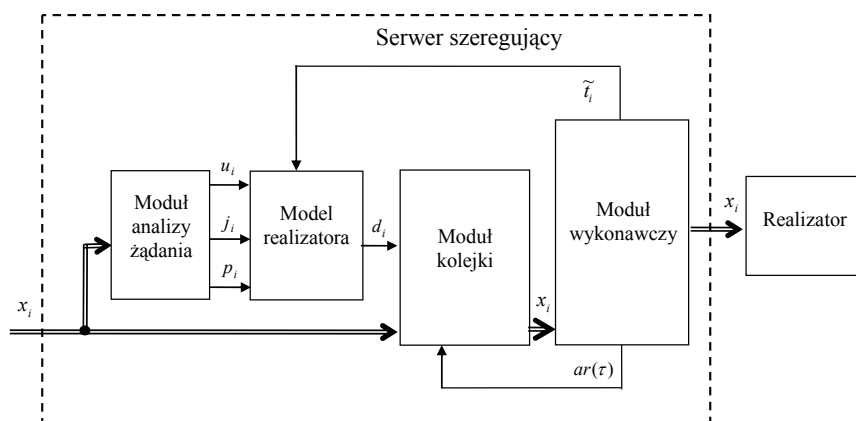 Serwer szeregujący
t̃ᵢ
uᵢ
Moduł
analizy
żądania
jᵢ
pᵢ
Model
realizatora
dᵢ
Moduł
kolejki
xᵢ
Moduł
wykonawczy
xᵢ
Realizator
xᵢ
ar(τ)